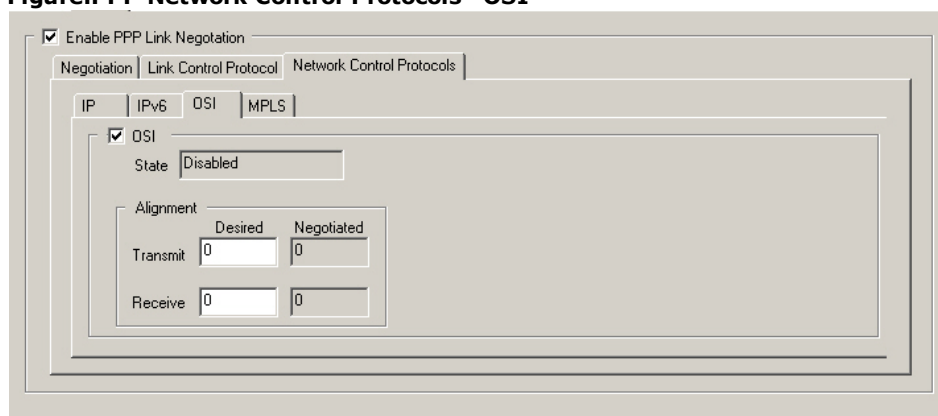 Network Control Protocols - OSI
Enable PPP Link Negotation
Negotiation Link Control Protocol Network Control Protocols
IP IPv6 OSI MPLS
OSI
State Disabled
Alignment
Desired Negotiated
Transmit 0 0
Receive 0 0